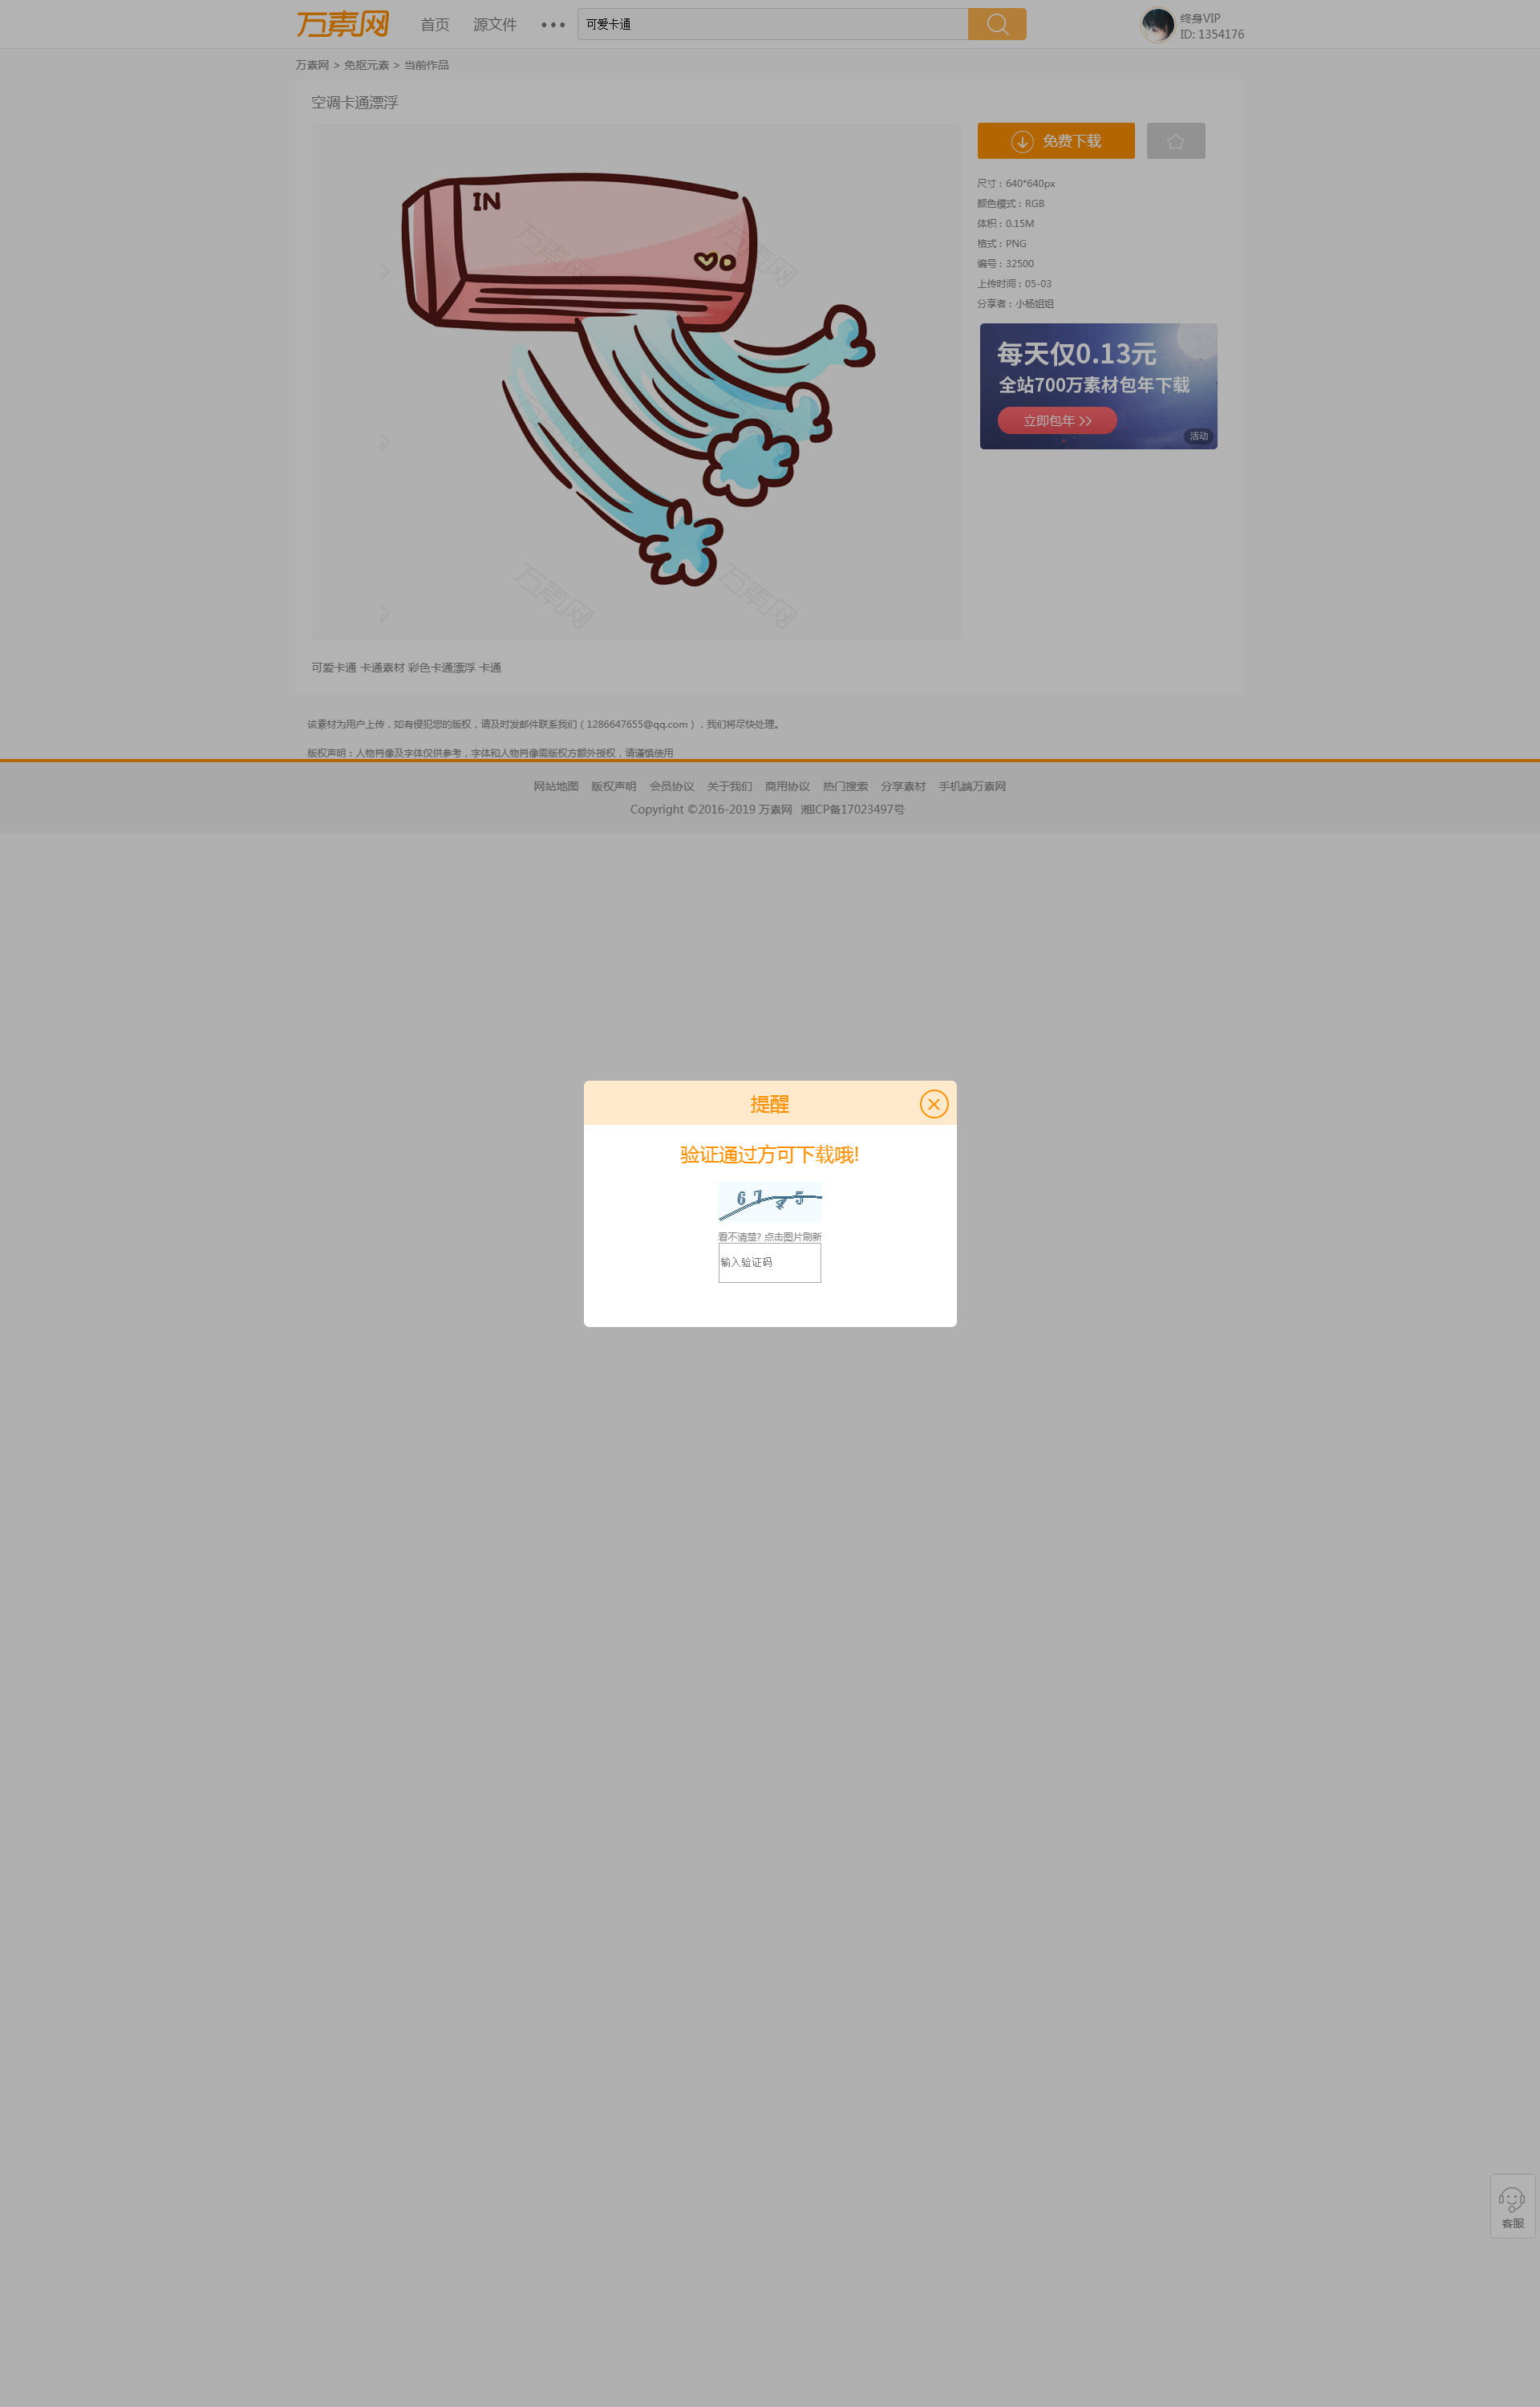 万素网 首页 源文件 ••• 可爱卡通 终身VIP
ID: 1354176
万素网 > 免抠元素 > 当前作品
空调卡通漂浮
免费下载
IN
万素网 万素网
尺寸：640*640px
颜色模式：RGB
体积：0.15M
格式：PNG
编号：32500
上传时间：05-03
分享者：小杨姐姐
每天仅0.13元
全站700万素材包年下载
立即包年 >>
活动
万素网 万素网
可爱卡通 卡通素材 彩色卡通漂浮 卡通
该素材为用户上传，如有侵犯您的版权，请及时发邮件联系我们（1286647655@qq.com），我们将尽快处理。
版权声明：人物肖像及字体仅供参考，字体和人物肖像需版权方额外授权，请谨慎使用
网站地图 版权声明 会员协议 关于我们 商用协议 热门搜索 分享素材 手机端万素网
Copyright ©2016-2019 万素网 湘ICP备17023497号
提醒
验证通过方可下载哦!
看不清楚? 点击图片刷新
输入验证码
客服